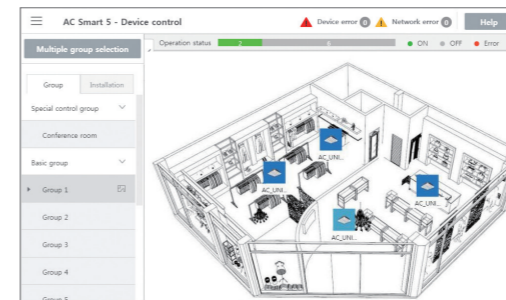 AC Smart 5 - Device control
Device error 0
Network error 0
Help
Multiple group selection
Operation status 2
ON OFF Error
Group Installation
Special control group
Conference room
Basic group
Group 1
Group 2
Group 3
Group 4
Group 5
AC_UNI...
AC_UNI...
AC_UNI...
AC_UNI...